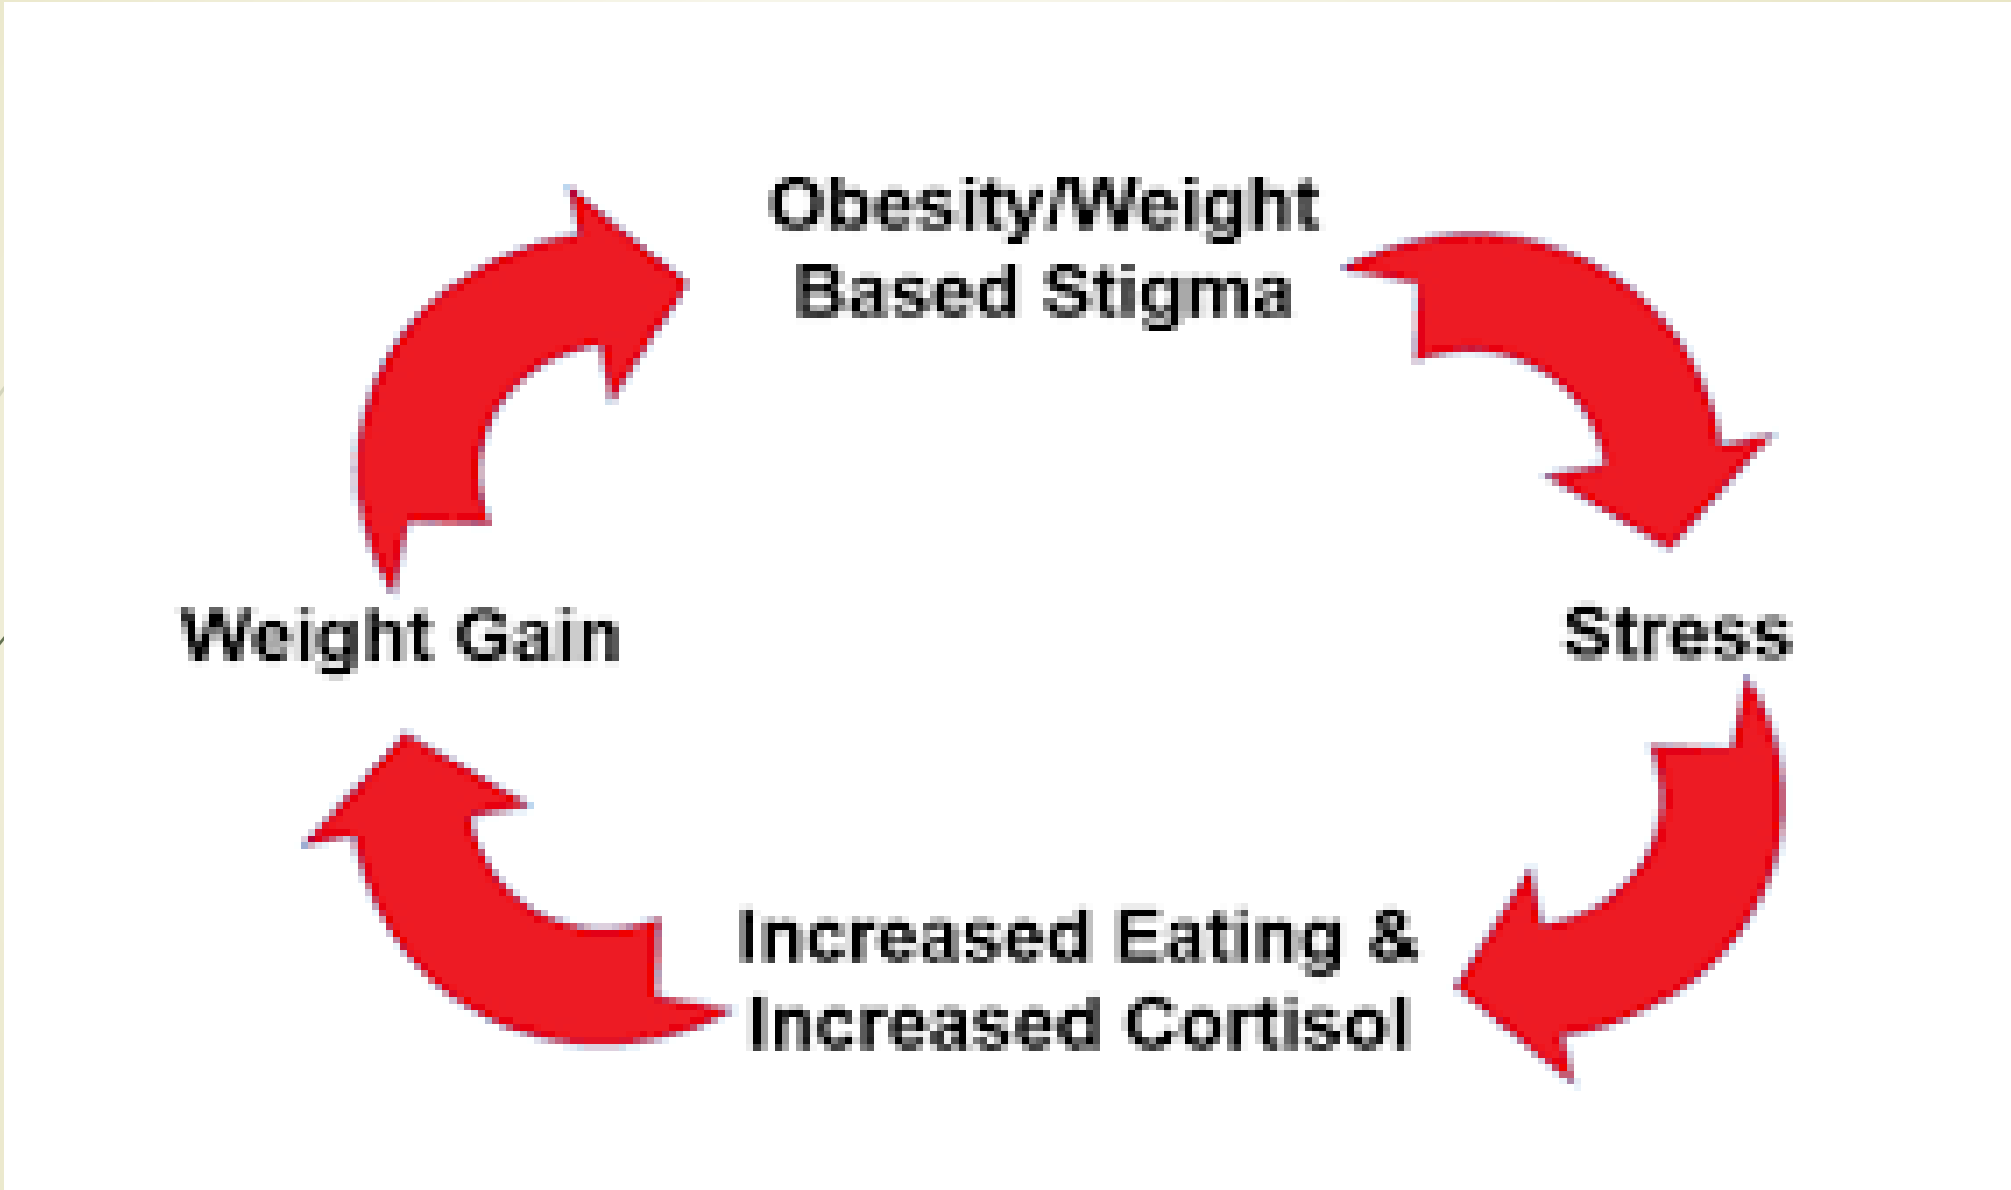 Obesity/Weight
Based Stigma
Weight Gain
Stress
Increased Eating &
Increased Cortisol